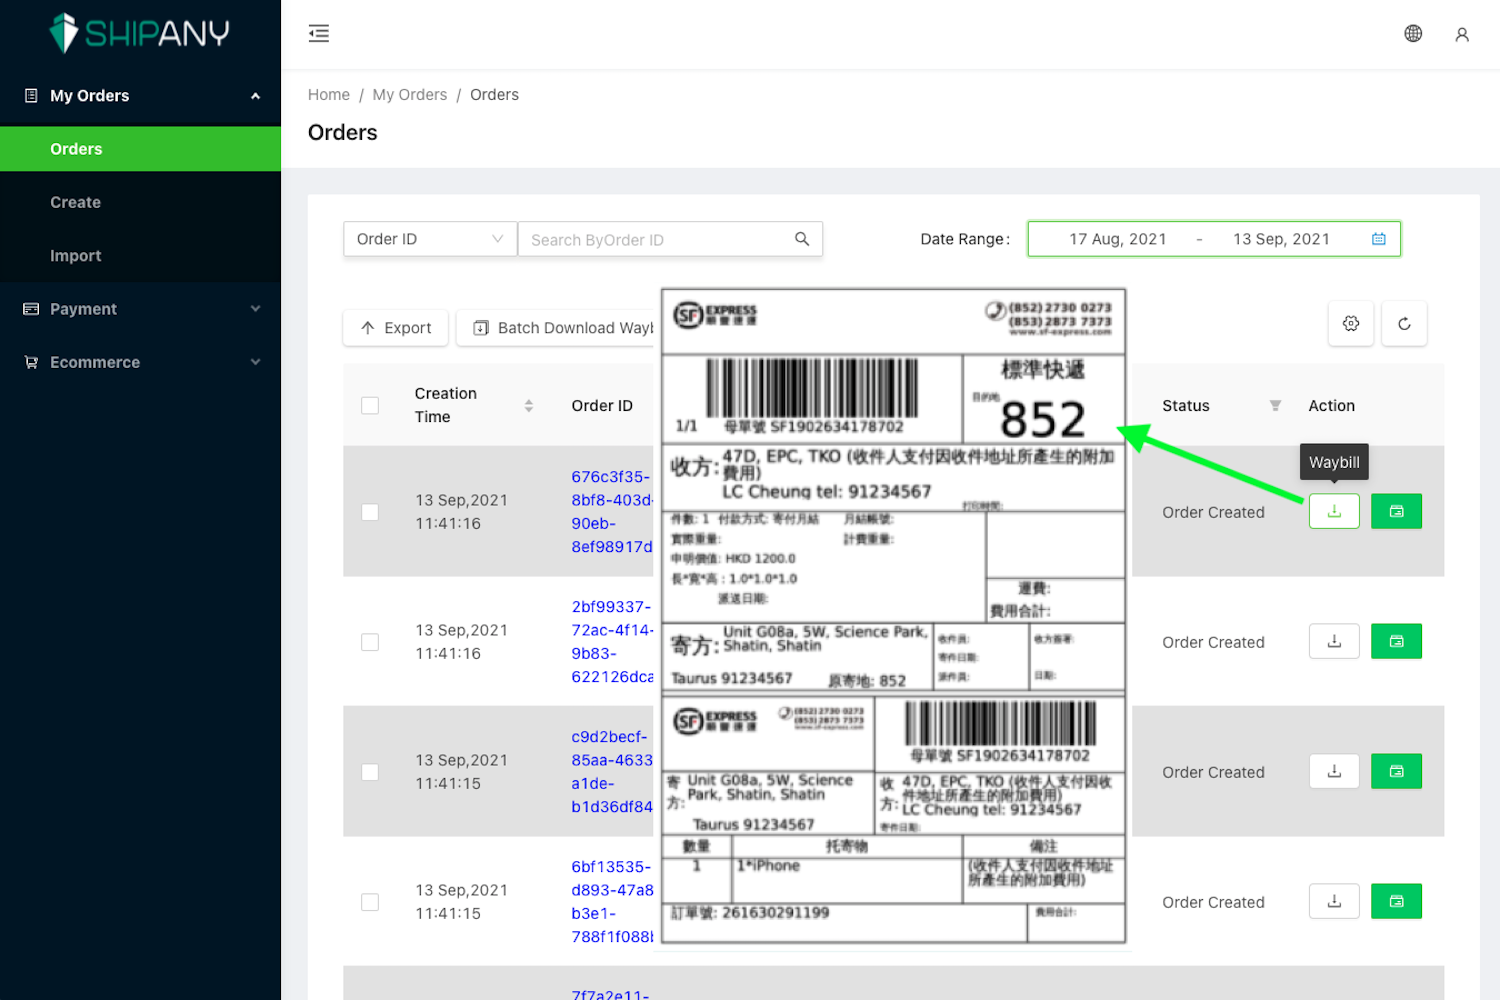 SHIPANY
My Orders
Orders
Create
Import
Payment
Ecommerce
Home / My Orders / Orders
Orders
Order ID
Search ByOrder ID
Date Range:
17 Aug, 2021 - 13 Sep, 2021
Export
Batch Download Wayb
Creation Time
Order ID
Status
Action
Waybill
13 Sep,2021
11:41:16
676c3f35-
8bf8-403d-
90eb-
8ef98917d
Order Created
13 Sep,2021
11:41:16
2bf99337-
72ac-4f14-
9b83-
622126dca
Order Created
13 Sep,2021
11:41:15
c9d2becf-
85aa-4633
a1de-
b1d36df84
Order Created
13 Sep,2021
11:41:15
6bf13535-
d893-47a8
b3e1-
788f1f088b
Order Created
7f7a2e11-
SF EXPRESS
順豐速運
(852) 2730 0273
(853) 2873 7373
www.sf-express.com
1/1 母單號 SF1902634178702
標準快遞
目的地
852
收方: 47D, EPC, TKO (收件人支付因收件地址所產生的附加
費用)
LC Cheung tel: 91234567
打印時間:
件數: 1 付款方式: 寄付月結 月結帳號:
實際重量: 計費重量:
申明價值: HKD 1200.0
長*寬*高 : 1.0*1.0*1.0
派送日期:
運費:
費用合計:
寄方: Unit G08a, 5W, Science Park,
Shatin, Shatin
Taurus 91234567 原寄地: 852
收件員:
寄件日期:
派件員:
收方簽署:
日期:
SF EXPRESS
順豐速運
(852) 2730 0273
(853) 2873 7373
www.sf-express.com
母單號 SF1902634178702
寄方: Unit G08a, 5W, Science
Park, Shatin, Shatin
Taurus 91234567
收方: 47D, EPC, TKO (收件人支付因收
件地址所產生的附加費用)
LC Cheung tel: 91234567
寄件日期:
數量 托寄物 備注
1 1*iPhone (收件人支付因收件地址
所產生的附加費用)
訂單號: 261630291199 費用合計: